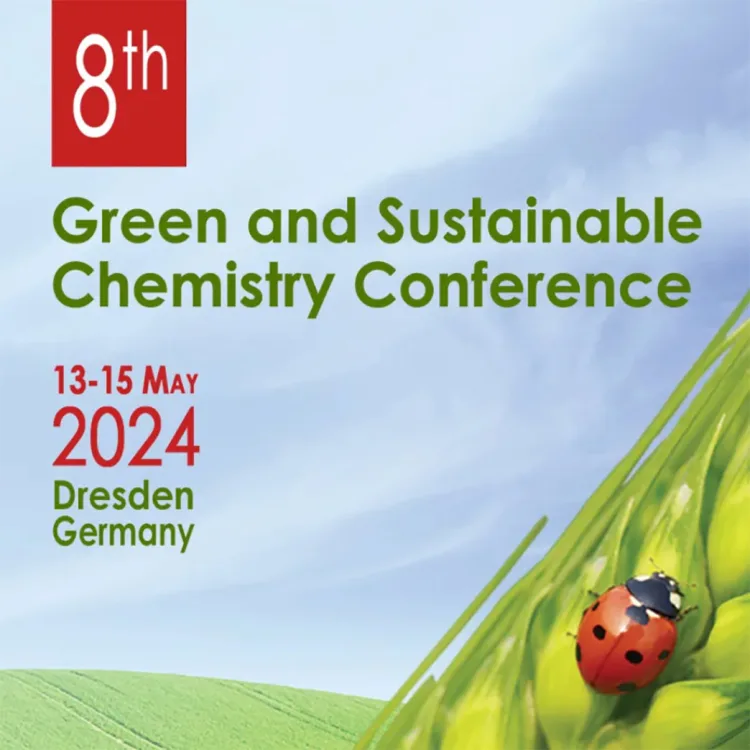 8th
Green and Sustainable
Chemistry Conference
13-15 May
2024
Dresden
Germany